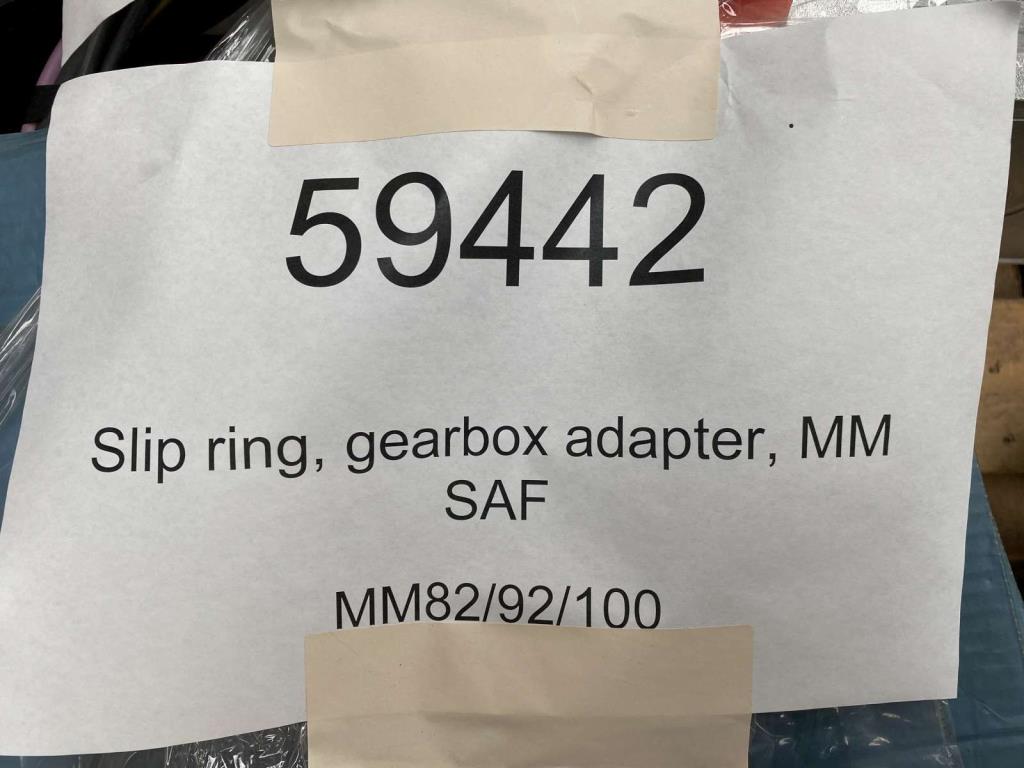 59442
Slip ring, gearbox adapter, MM
SAF
MM82/92/100